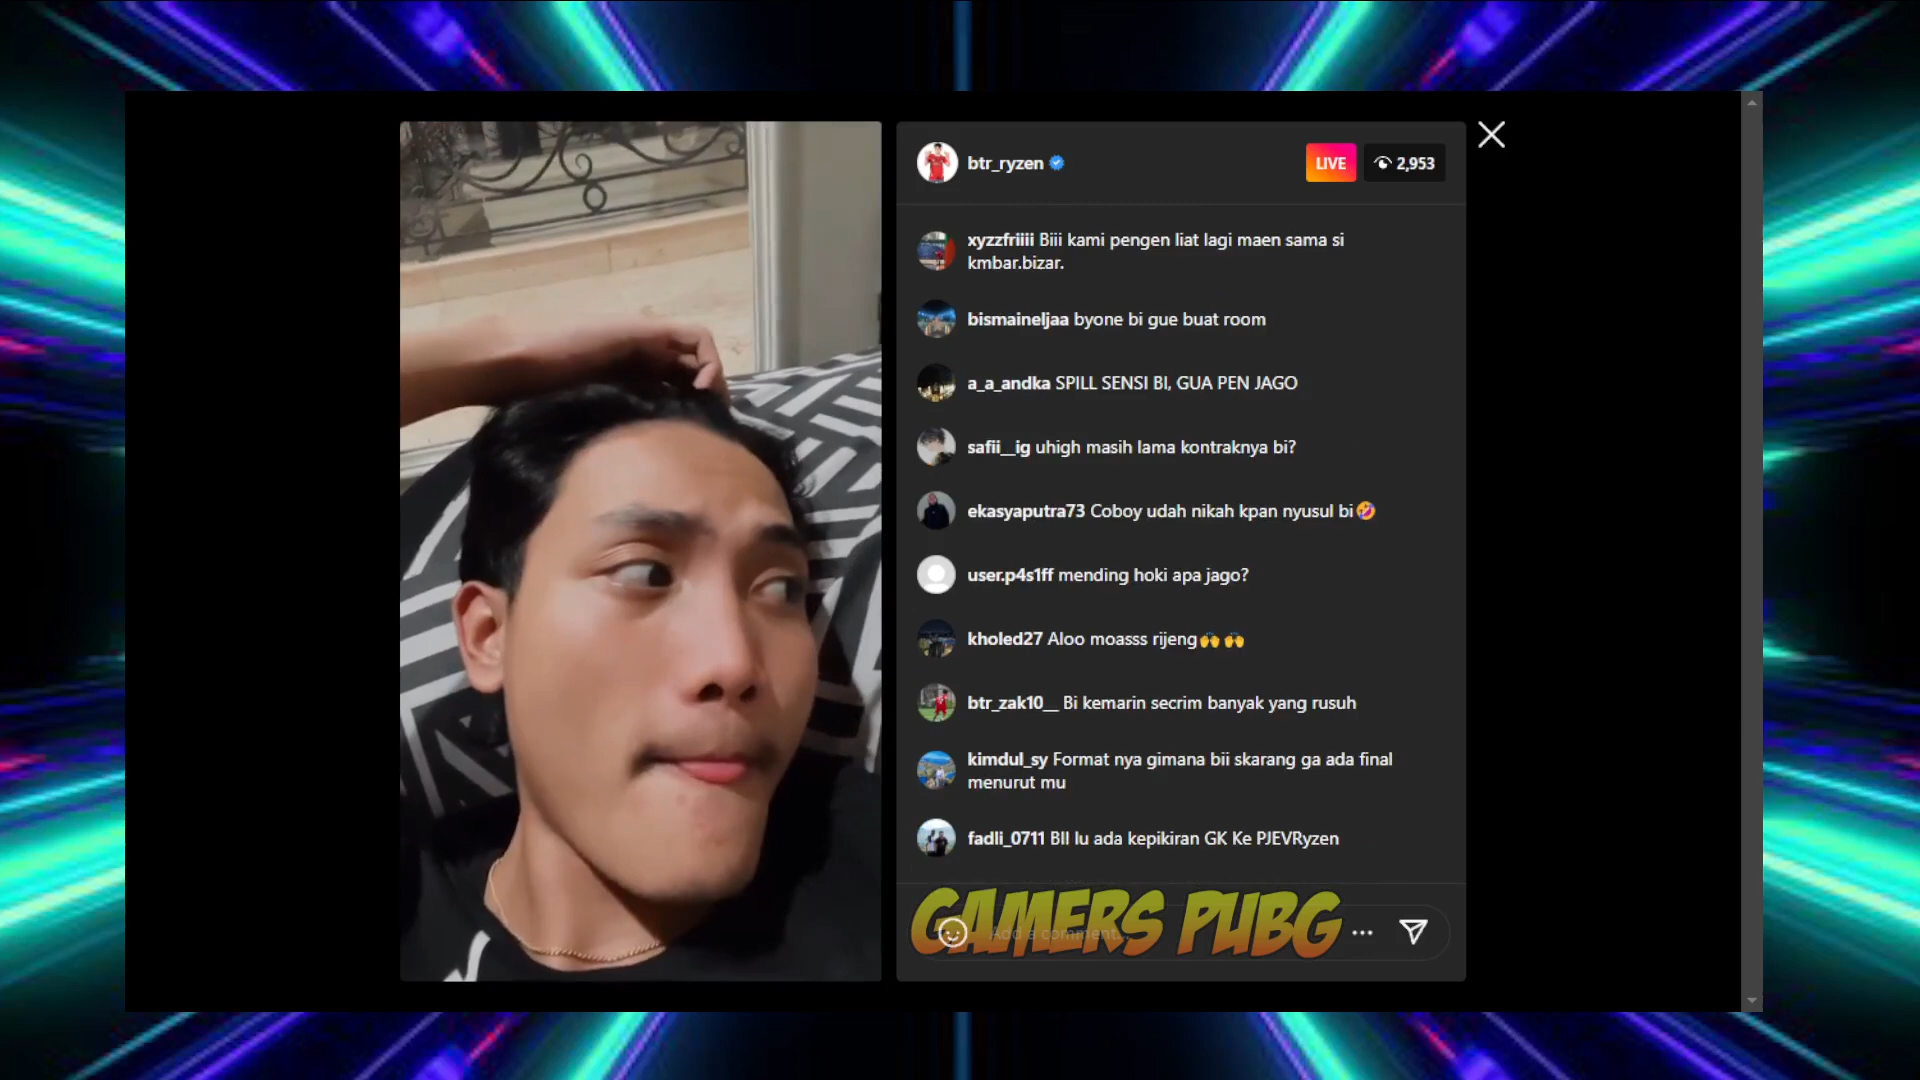 btr_ryzen
LIVE
2,953
xyzzfriiii Biii kami pengen liat lagi maen sama si
kmbar.bizar.
bismaineljaa byone bi gue buat room
a_a_andka SPILL SENSI BI, GUA PEN JAGO
safii__ig uhigh masih lama kontraknya bi?
ekasyaputra73 Coboy udah nikah kpan nyusul bi🤣
user.p4s1ff mending hoki apa jago?
kholed27 Aloo moasss rijeng🙌🙌
btr_zak10__ Bi kemarin secrim banyak yang rusuh
kimdul_sy Format nya gimana bii skarang ga ada final
menurut mu
fadli_0711 BII lu ada kepikiran GK Ke PJEVRyzen
GAMERS PUBG
Add a comment...